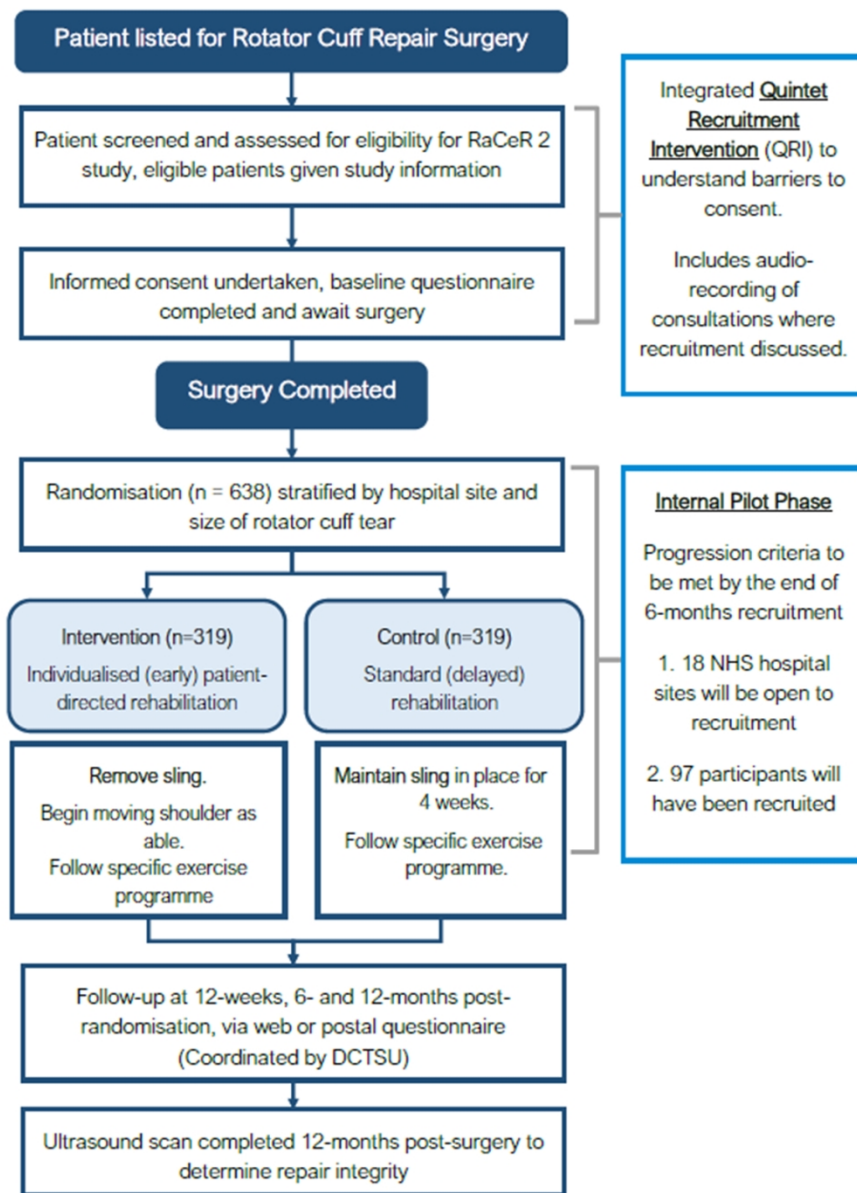 Patient listed for Rotator Cuff Repair Surgery
Patient screened and assessed for eligibility for RaCeR 2
study, eligible patients given study information
Informed consent undertaken, baseline questionnaire
completed and await surgery
Integrated Quintet
Recruitment
Intervention (QRI) to
understand barriers to
consent.
Includes audio-
recording of
consultations where
recruitment discussed.
Surgery Completed
Randomisation (n = 638) stratified by hospital site and
size of rotator cuff tear
Intervention (n=319)
Individualised (early) patient-
directed rehabilitation
Control (n=319)
Standard (delayed)
rehabilitation
Remove sling.
Begin moving shoulder as
able.
Follow specific exercise
programme
Maintain sling in place for
4 weeks.
Follow specific exercise
programme.
Internal Pilot Phase
Progression criteria to
be met by the end of
6-months recruitment
1. 18 NHS hospital
sites will be open to
recruitment
2. 97 participants will
have been recruited
Follow-up at 12-weeks, 6- and 12-months post-
randomisation, via web or postal questionnaire
(Coordinated by DCTSU)
Ultrasound scan completed 12-months post-surgery to
determine repair integrity